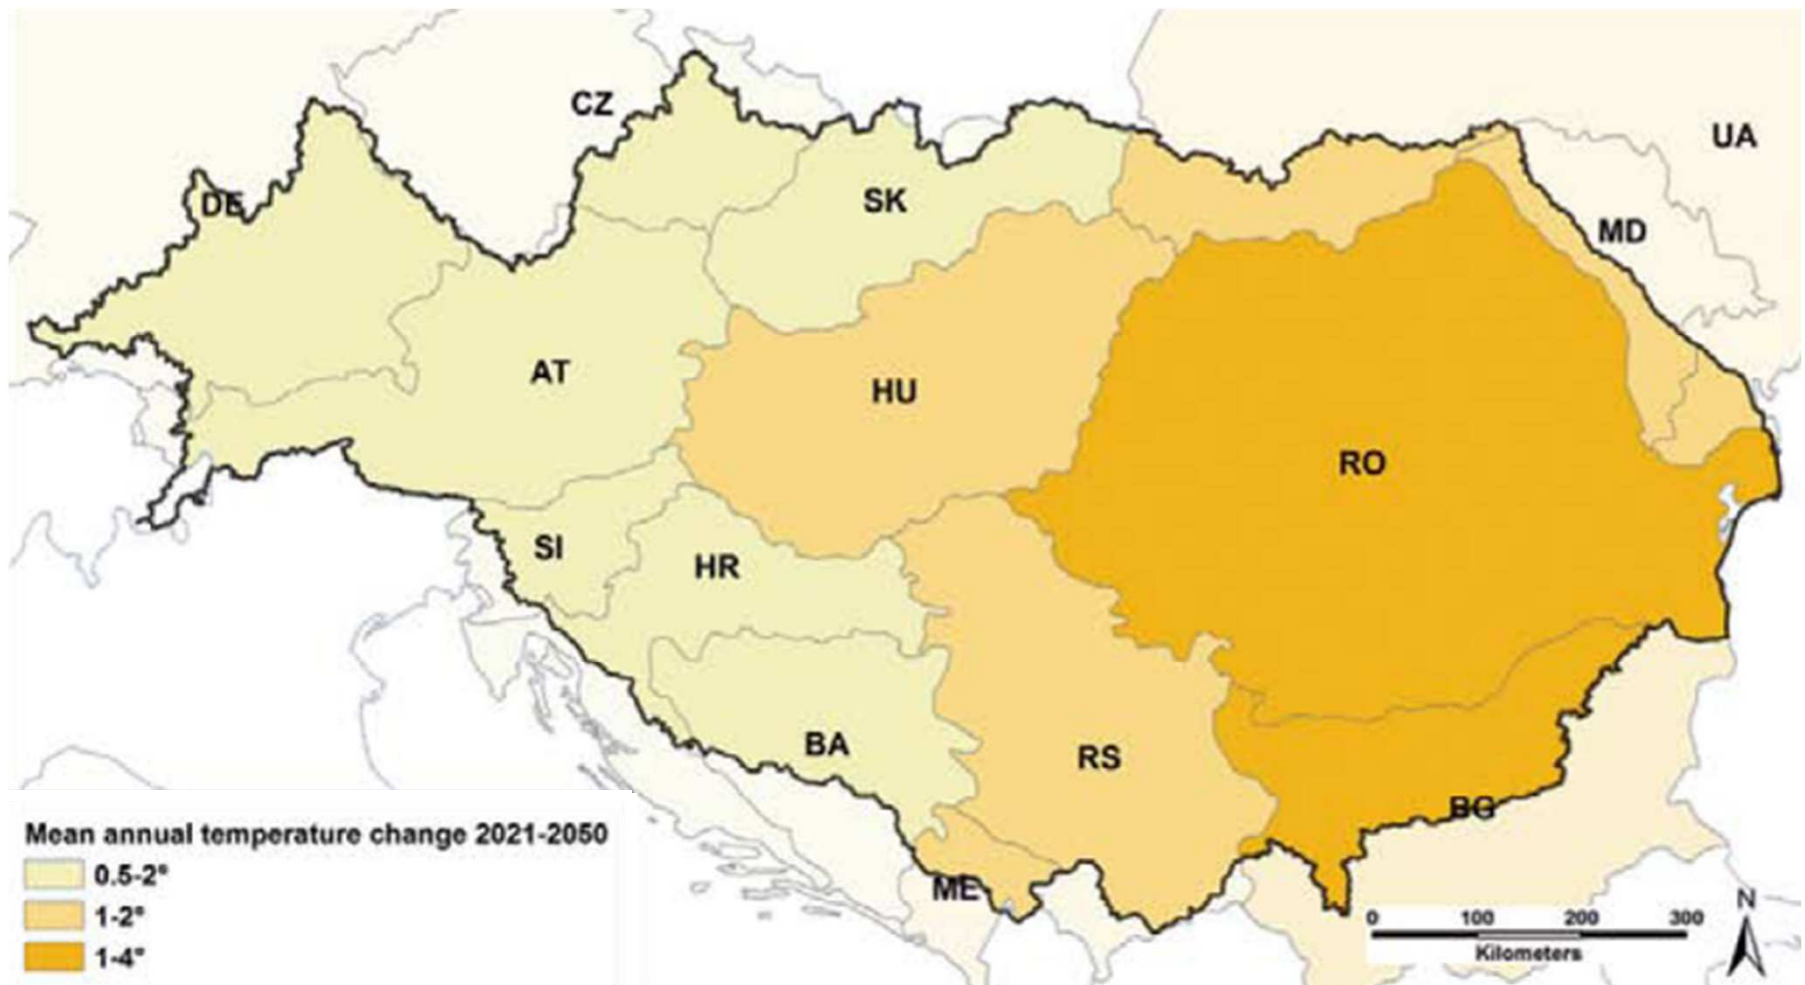 CZ
UA
DE
SK
MD
AT
HU
RO
SI
HR
BA
RS
BG
ME
Mean annual temperature change 2021-2050
0.5-2°
1-2°
1-4°
N
0 100 200 300
Kilometers